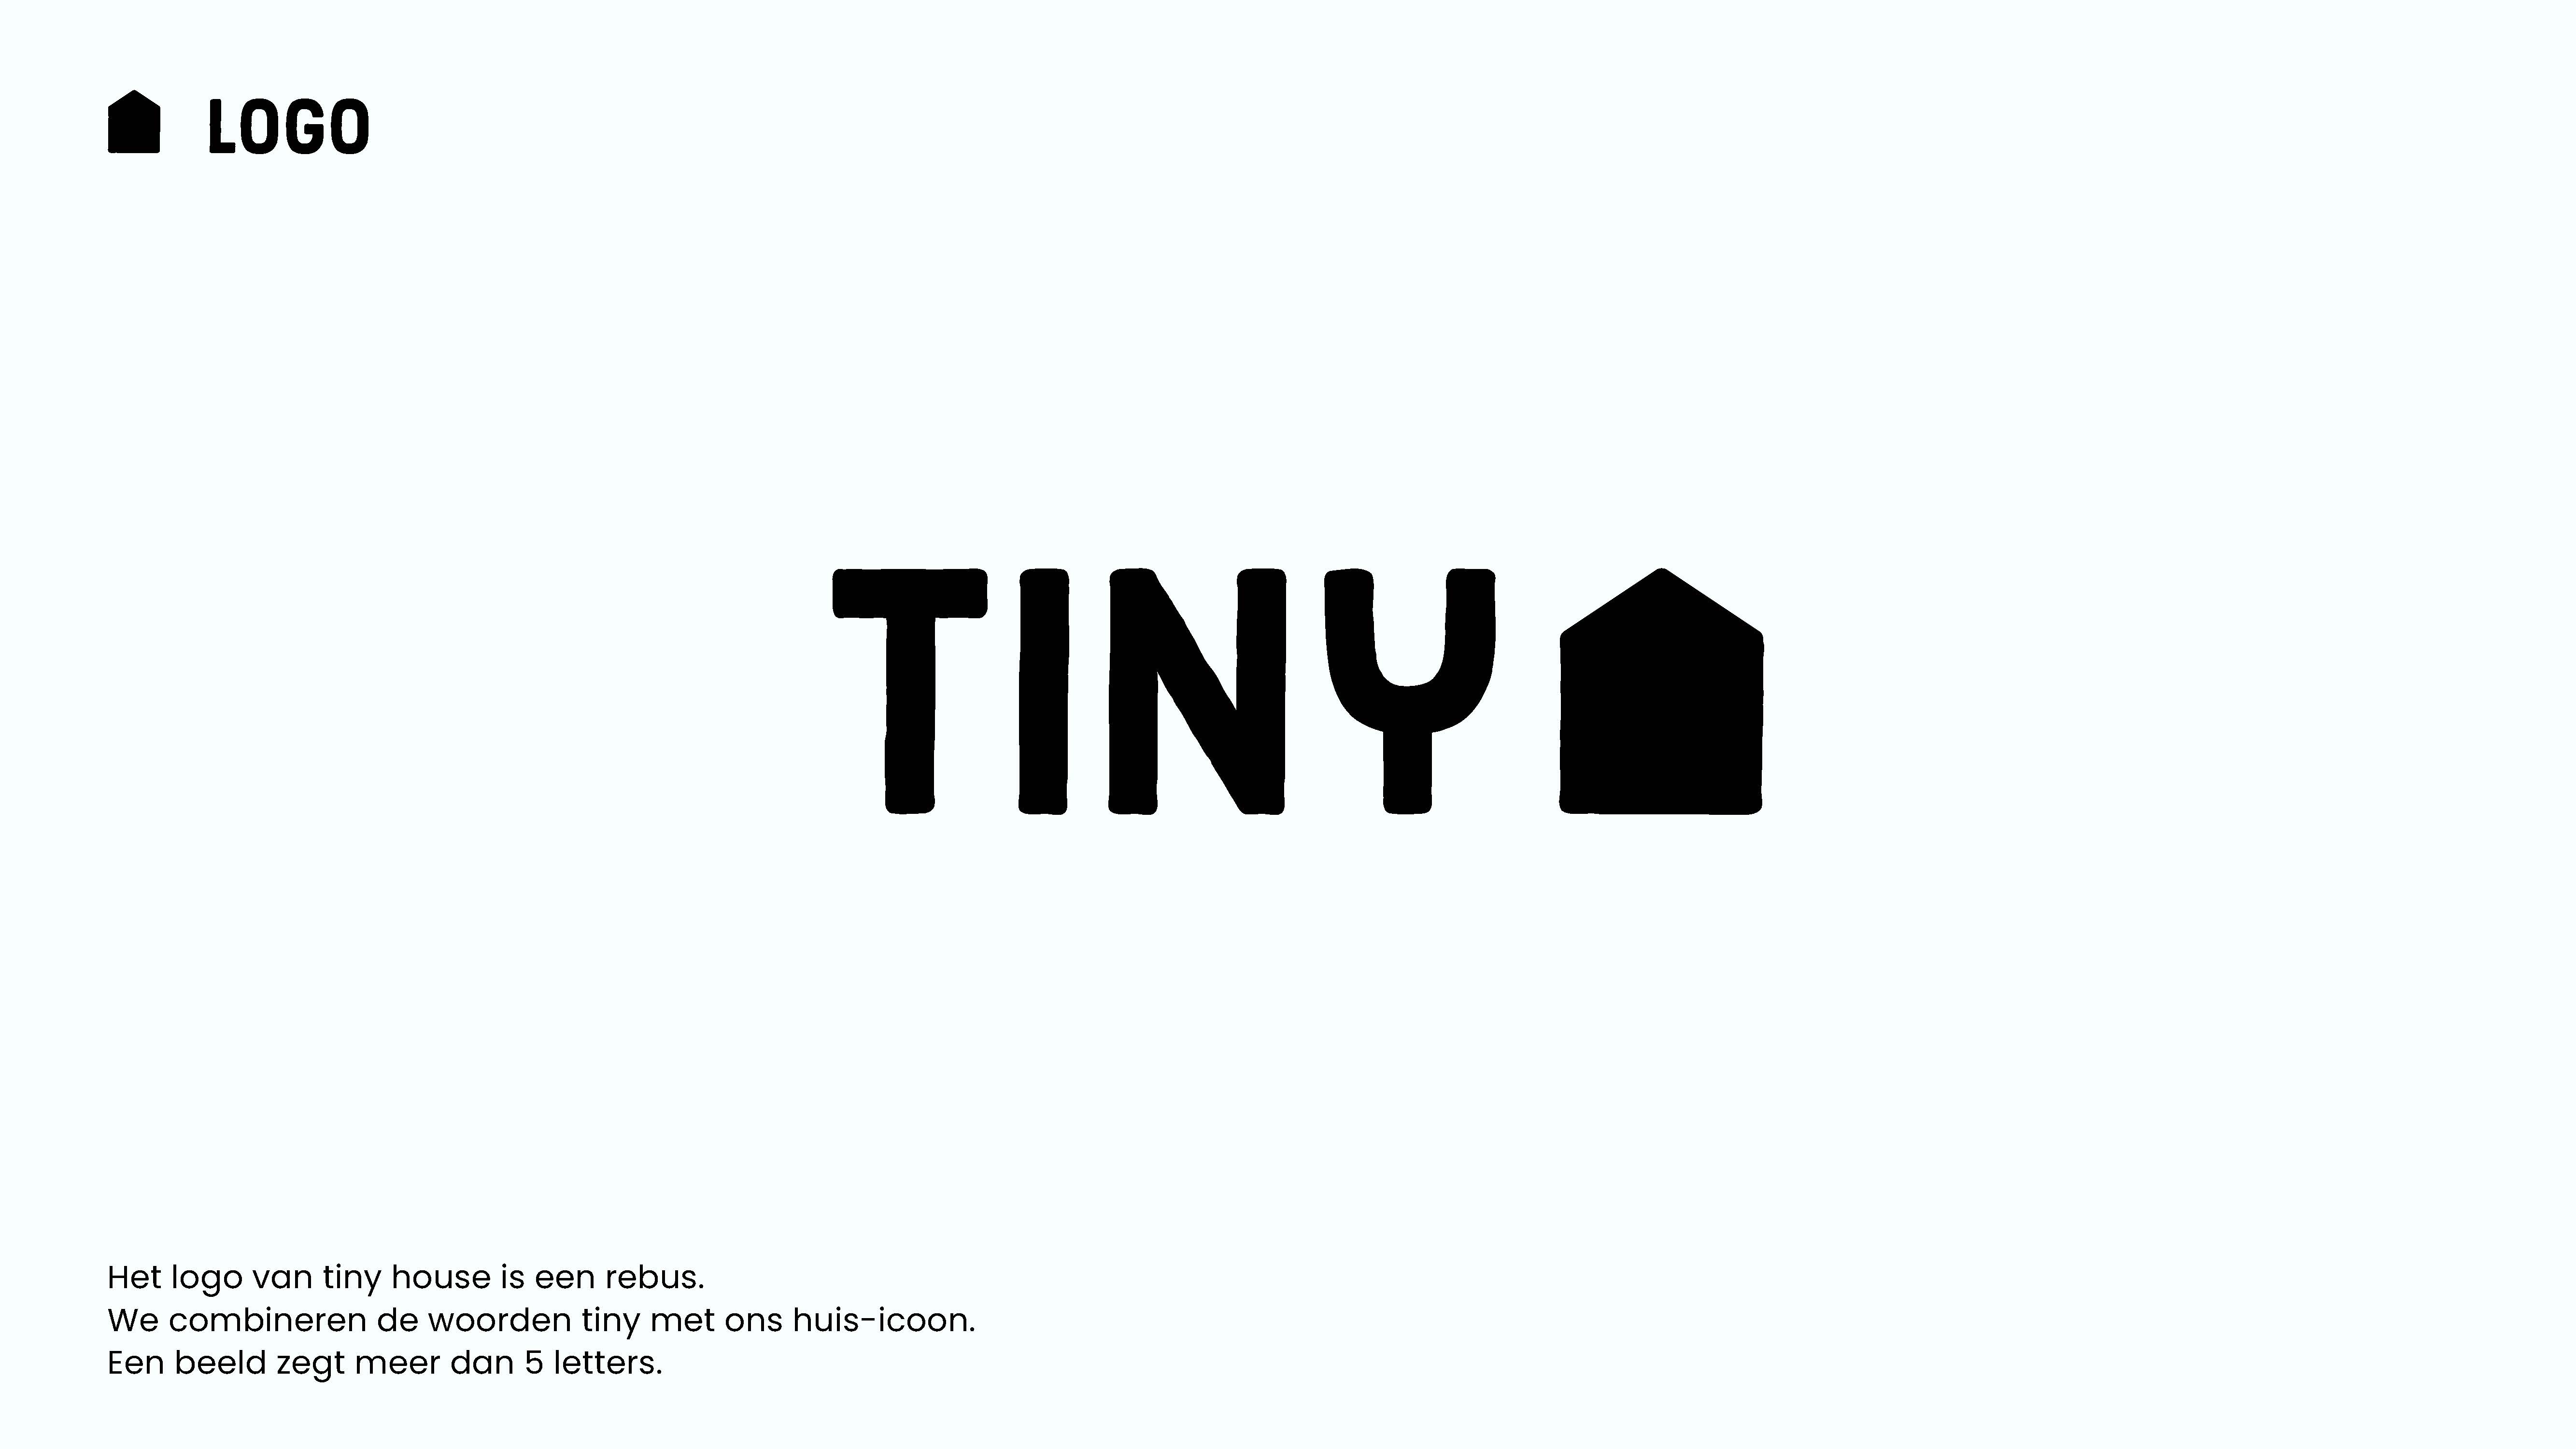 LOGO
TINY
Het logo van tiny house is een rebus.
We combineren de woorden tiny met ons huis-icoon.
Een beeld zegt meer dan 5 letters.